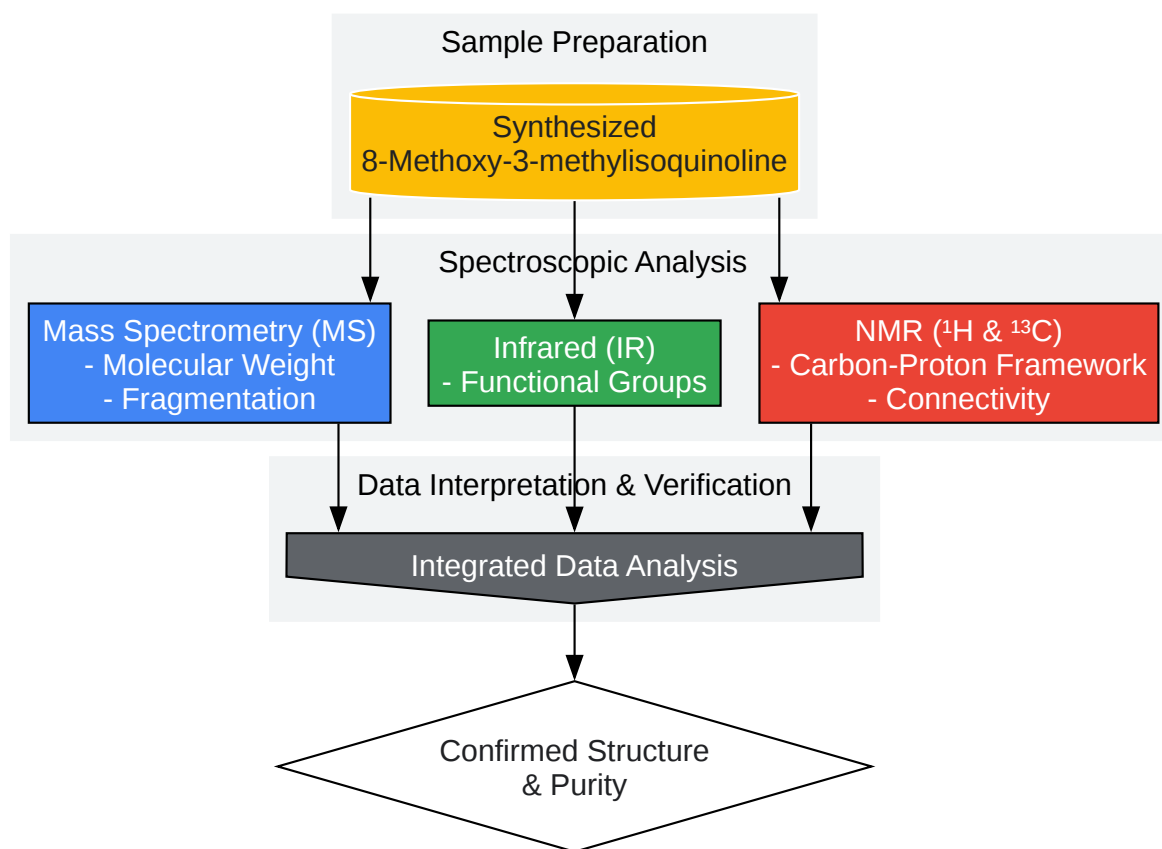 Sample Preparation
Synthesized
8-Methoxy-3-methylisoquinoline
Spectroscopic Analysis
Mass Spectrometry (MS)
- Molecular Weight
- Fragmentation
Infrared (IR)
- Functional Groups
NMR (¹H & ¹³C)
- Carbon-Proton Framework
- Connectivity
Data Interpretation & Verification
Integrated Data Analysis
Confirmed Structure
& Purity